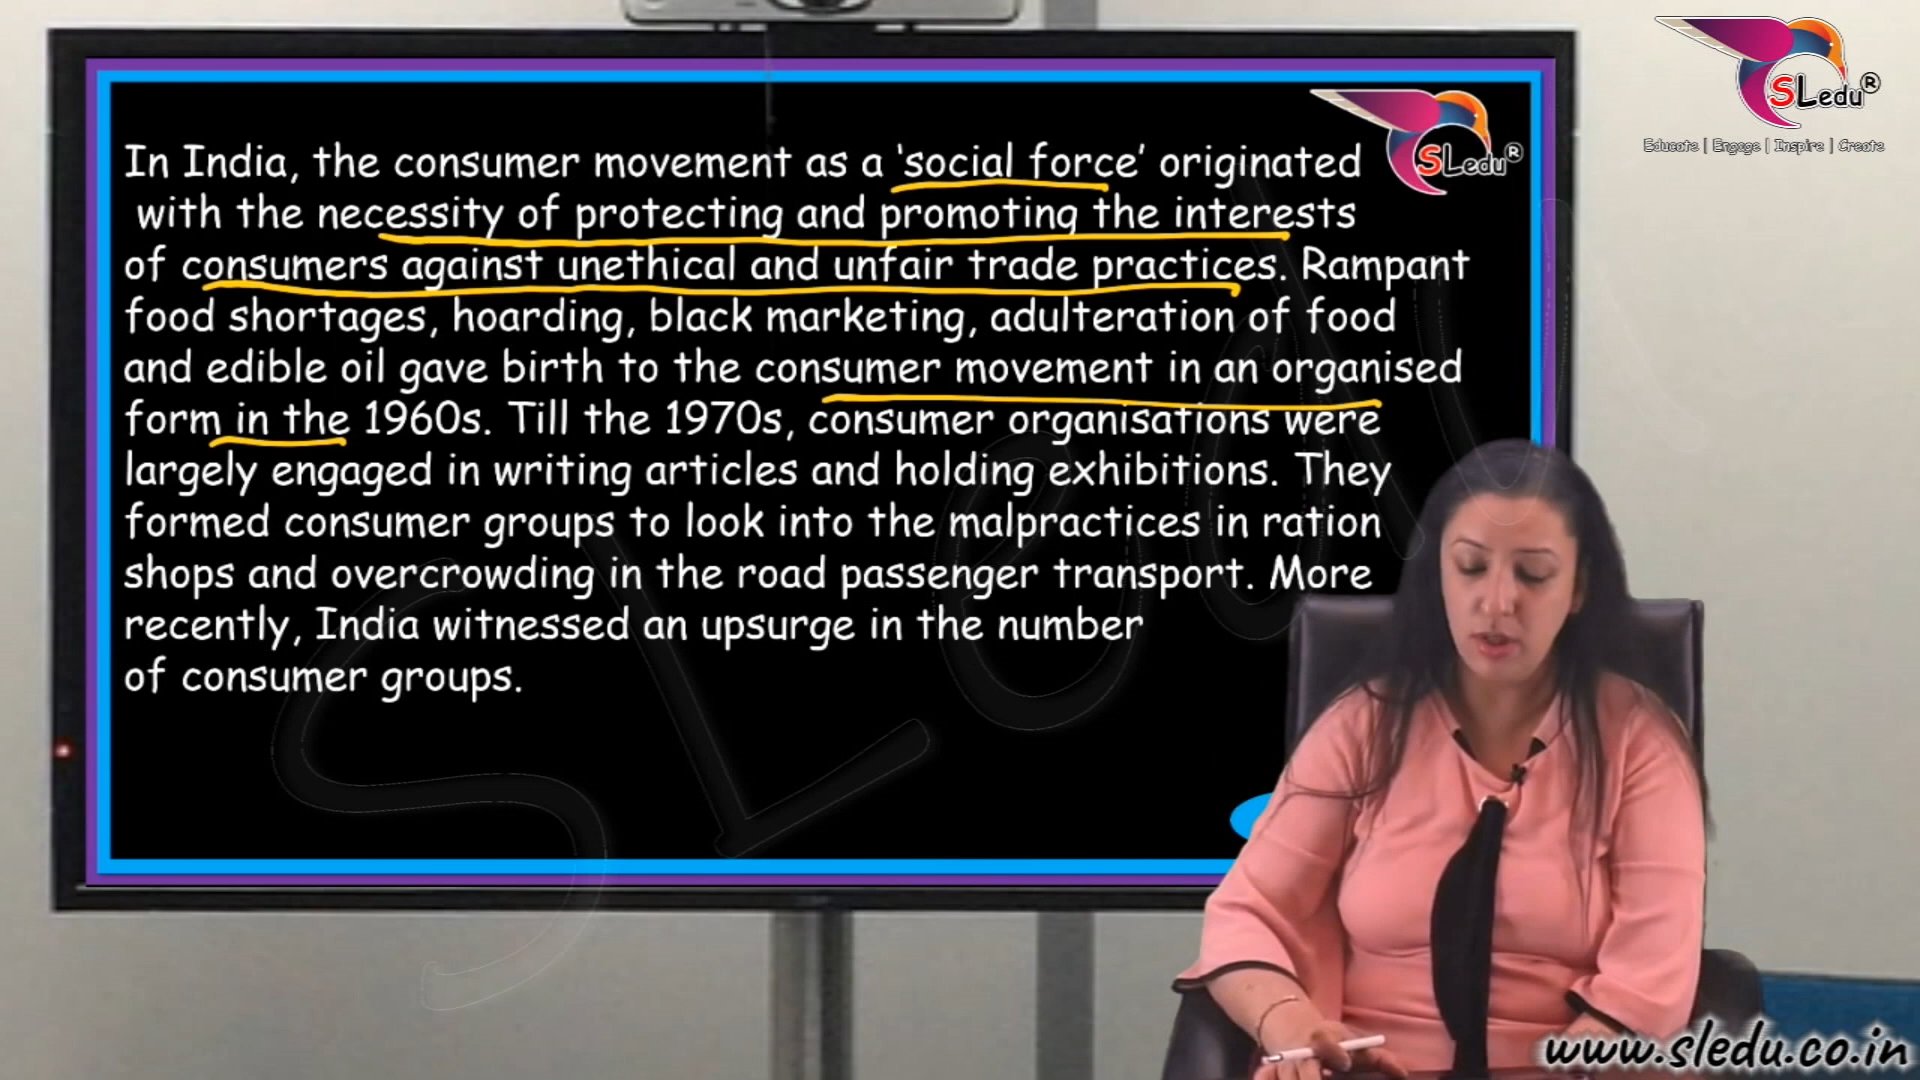 SLedu®
Educate | Engage | Inspire | Create
SLedu®
In India, the consumer movement as a ‘social force’ originated
with the necessity of protecting and promoting the interests
of consumers against unethical and unfair trade practices. Rampant
food shortages, hoarding, black marketing, adulteration of food
and edible oil gave birth to the consumer movement in an organised
form in the 1960s. Till the 1970s, consumer organisations were
largely engaged in writing articles and holding exhibitions. They
formed consumer groups to look into the malpractices in ration
shops and overcrowding in the road passenger transport. More
recently, India witnessed an upsurge in the number
of consumer groups.
SLedu
www.sledu.co.in